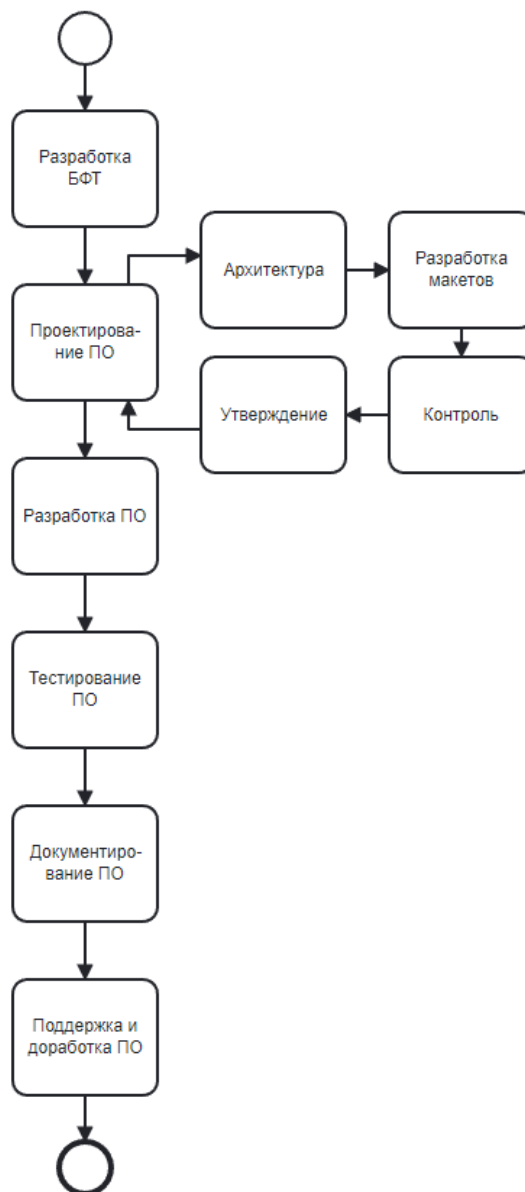 Разработка
БФТ
Архитектура
Разработка
макетов
Проектирова-
ние ПО
Утверждение
Контроль
Разработка ПО
Тестирование
ПО
Документиро-
вание ПО
Поддержка и
доработка ПО